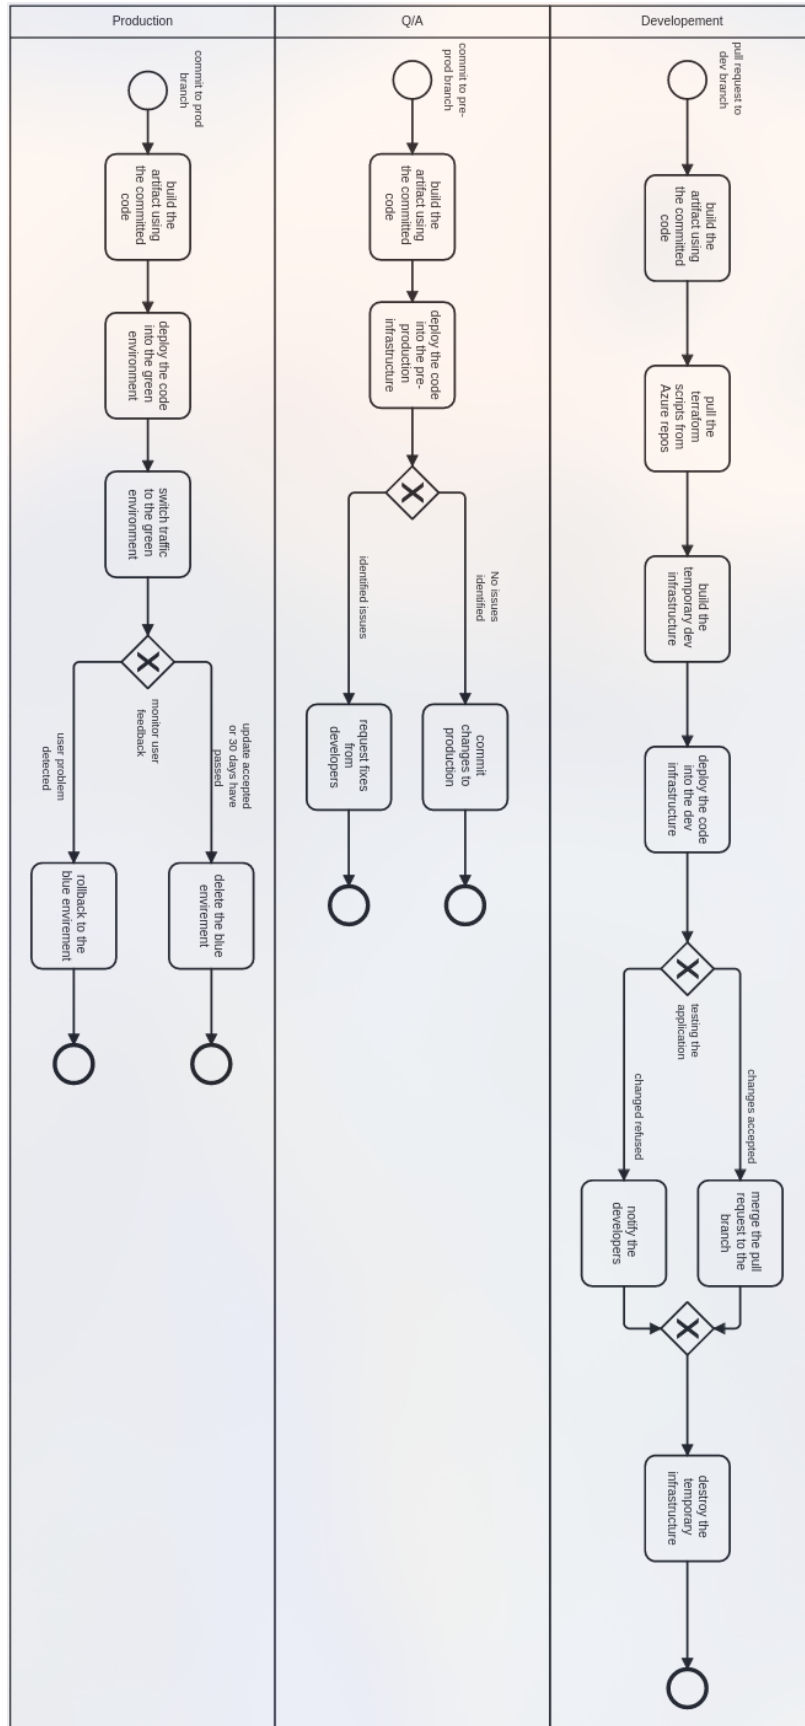 Production
Q/A
Developement
commit to prod
branch
build the
artifact using
the committed
code
deploy the code
into the green
environment
switch traffic
to the green
environment
monitor user
feedback
update accepted
or 30 days have
passed
user problem
detected
delete the blue
envirement
rollback to the
blue envirement
commit to pre-
prod branch
build the
artifact using
the committed
code
deploy the code
into the pre-
production
infrastructure
No issues
identified
identified issues
commit
changes to
production
request fixes
from
developers
pull request to
dev branch
build the
artifact using
the committed
code
pull the
terraform
scripts from
Azure repos
build the
temporary dev
infrastructure
deploy the code
into the dev
infrastructure
testing the
application
changes accepted
changed refused
merge the pull
request to the
branch
notify the
developers
destroy the
temporary
infrastructure